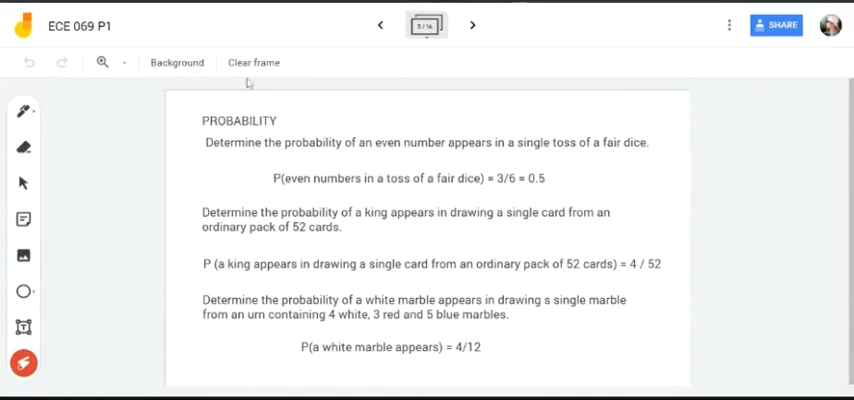 ECE 069 P1
5 / 16
SHARE
Background
Clear frame
PROBABILITY
Determine the probability of an even number appears in a single toss of a fair dice.
P(even numbers in a toss of a fair dice) = 3/6 = 0.5
Determine the probability of a king appears in drawing a single card from an
ordinary pack of 52 cards.
P (a king appears in drawing a single card from an ordinary pack of 52 cards) = 4 / 52
Determine the probability of a white marble appears in drawing s single marble
from an urn containing 4 white, 3 red and 5 blue marbles.
P(a white marble appears) = 4/12